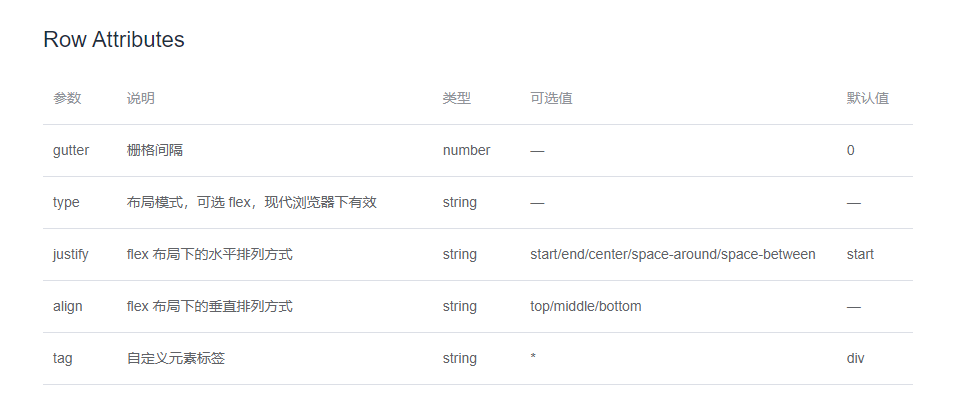 Row Attributes
参数 说明 类型 可选值 默认值
gutter 栅格间隔 number — 0
type 布局模式，可选 flex，现代浏览器下有效 string — —
justify flex 布局下的水平排列方式 string start/end/center/space-around/space-between start
align flex 布局下的垂直排列方式 string top/middle/bottom —
tag 自定义元素标签 string * div